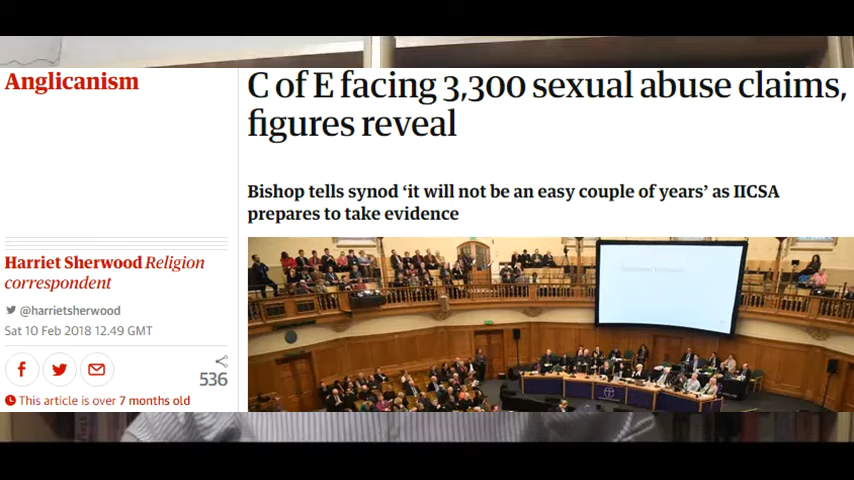 Anglicanism
C of E facing 3,300 sexual abuse claims,
figures reveal
Bishop tells synod ‘it will not be an easy couple of years’ as IICSA
prepares to take evidence
Harriet Sherwood Religion
correspondent
@harrietsherwood
Sat 10 Feb 2018 12.49 GMT
536
This article is over 7 months old